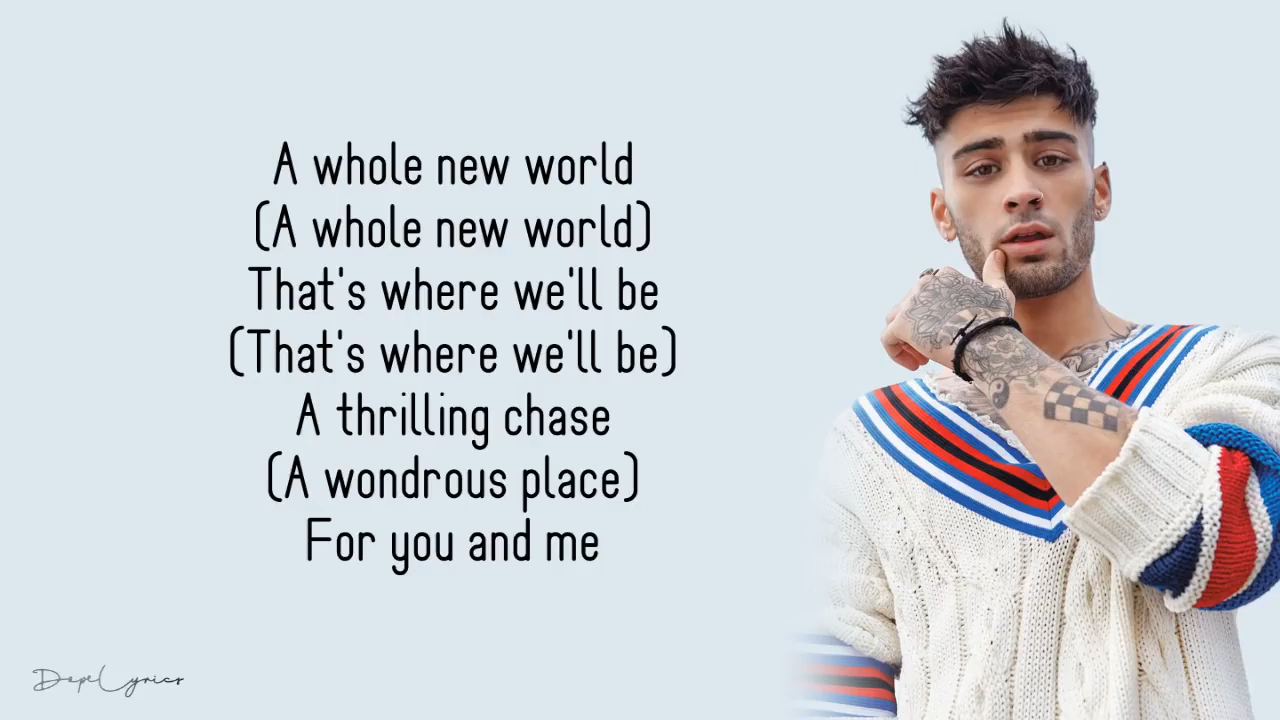 A whole new world
(A whole new world)
That's where we'll be
(That's where we'll be)
A thrilling chase
(A wondrous place)
For you and me
DopeLyrics